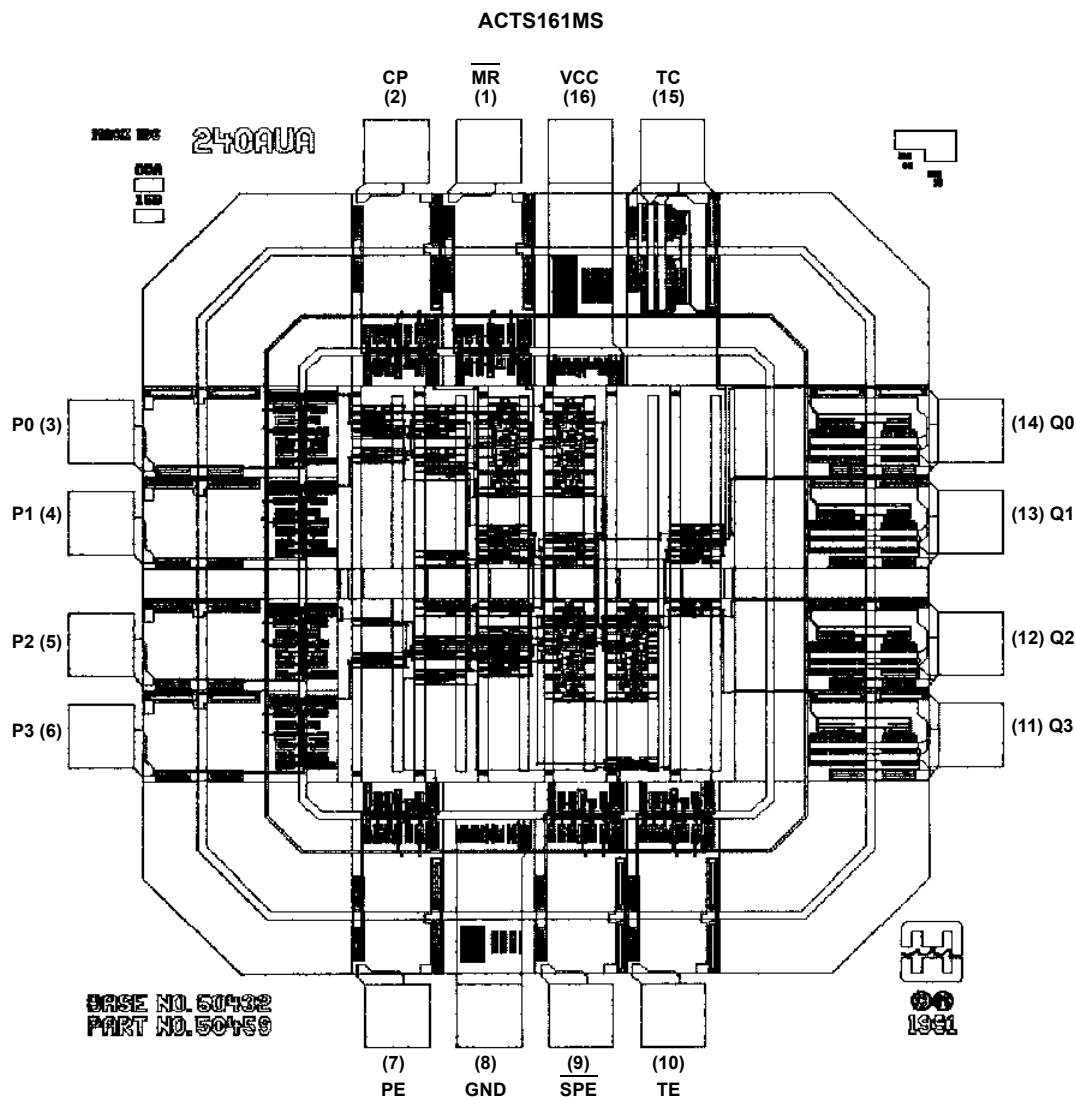 ACTS161MS
CP MR VCC TC
(2) (1) (16) (15)
240AUA
P0 (3)
(14) Q0
P1 (4)
(13) Q1
P2 (5)
(12) Q2
P3 (6)
(11) Q3
BASE NO. 60432
PART NO. 50459
1991
(7) (8) (9) (10)
PE GND SPE TE